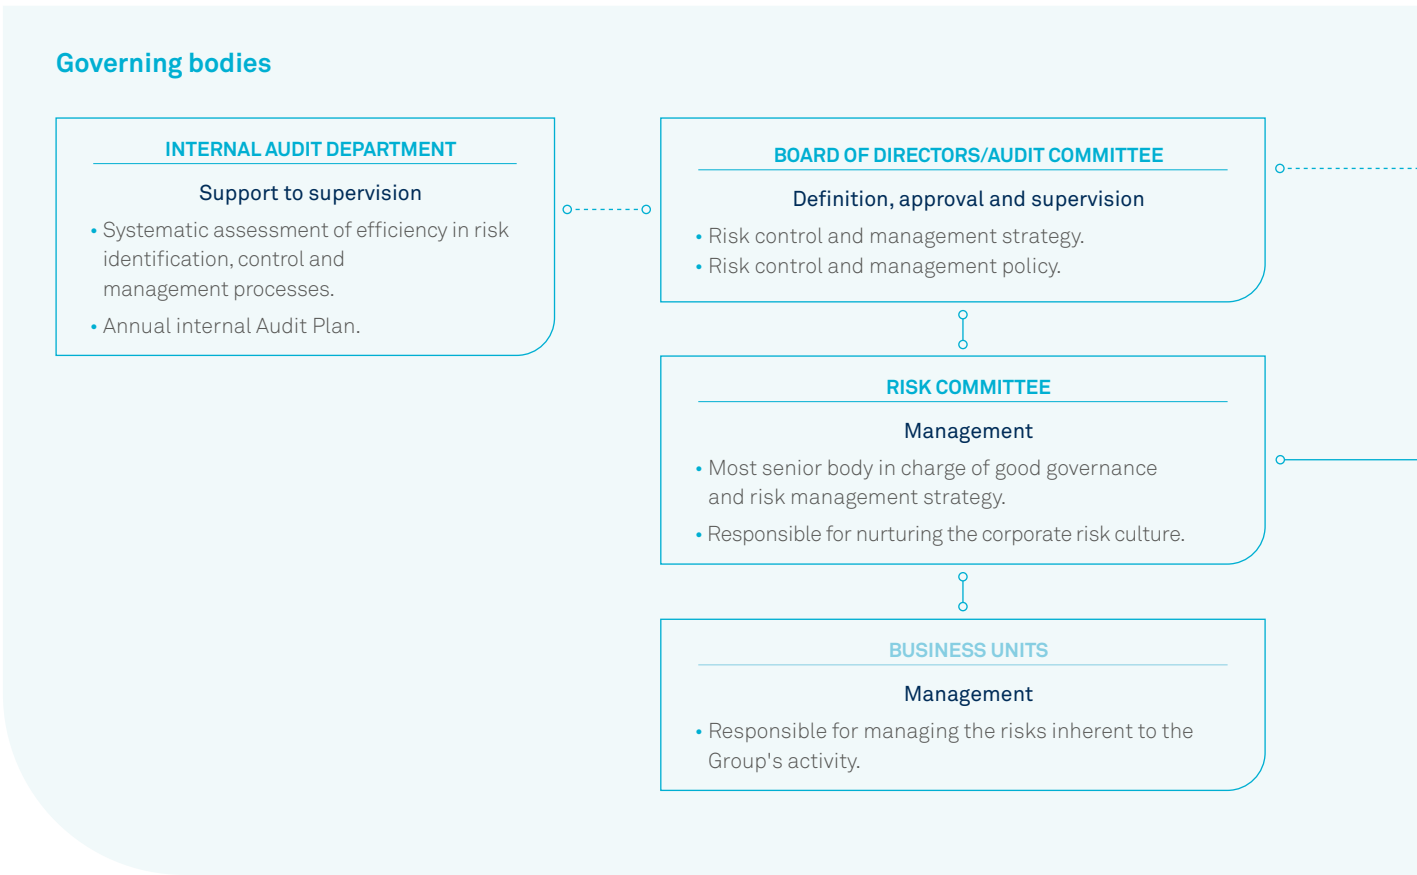 Governing bodies
INTERNAL AUDIT DEPARTMENT
Support to supervision
• Systematic assessment of efficiency in risk
identification, control and
management processes.
• Annual internal Audit Plan.
BOARD OF DIRECTORS/AUDIT COMMITTEE
Definition, approval and supervision
• Risk control and management strategy.
• Risk control and management policy.
RISK COMMITTEE
Management
• Most senior body in charge of good governance
and risk management strategy.
• Responsible for nurturing the corporate risk culture.
BUSINESS UNITS
Management
• Responsible for managing the risks inherent to the
Group's activity.